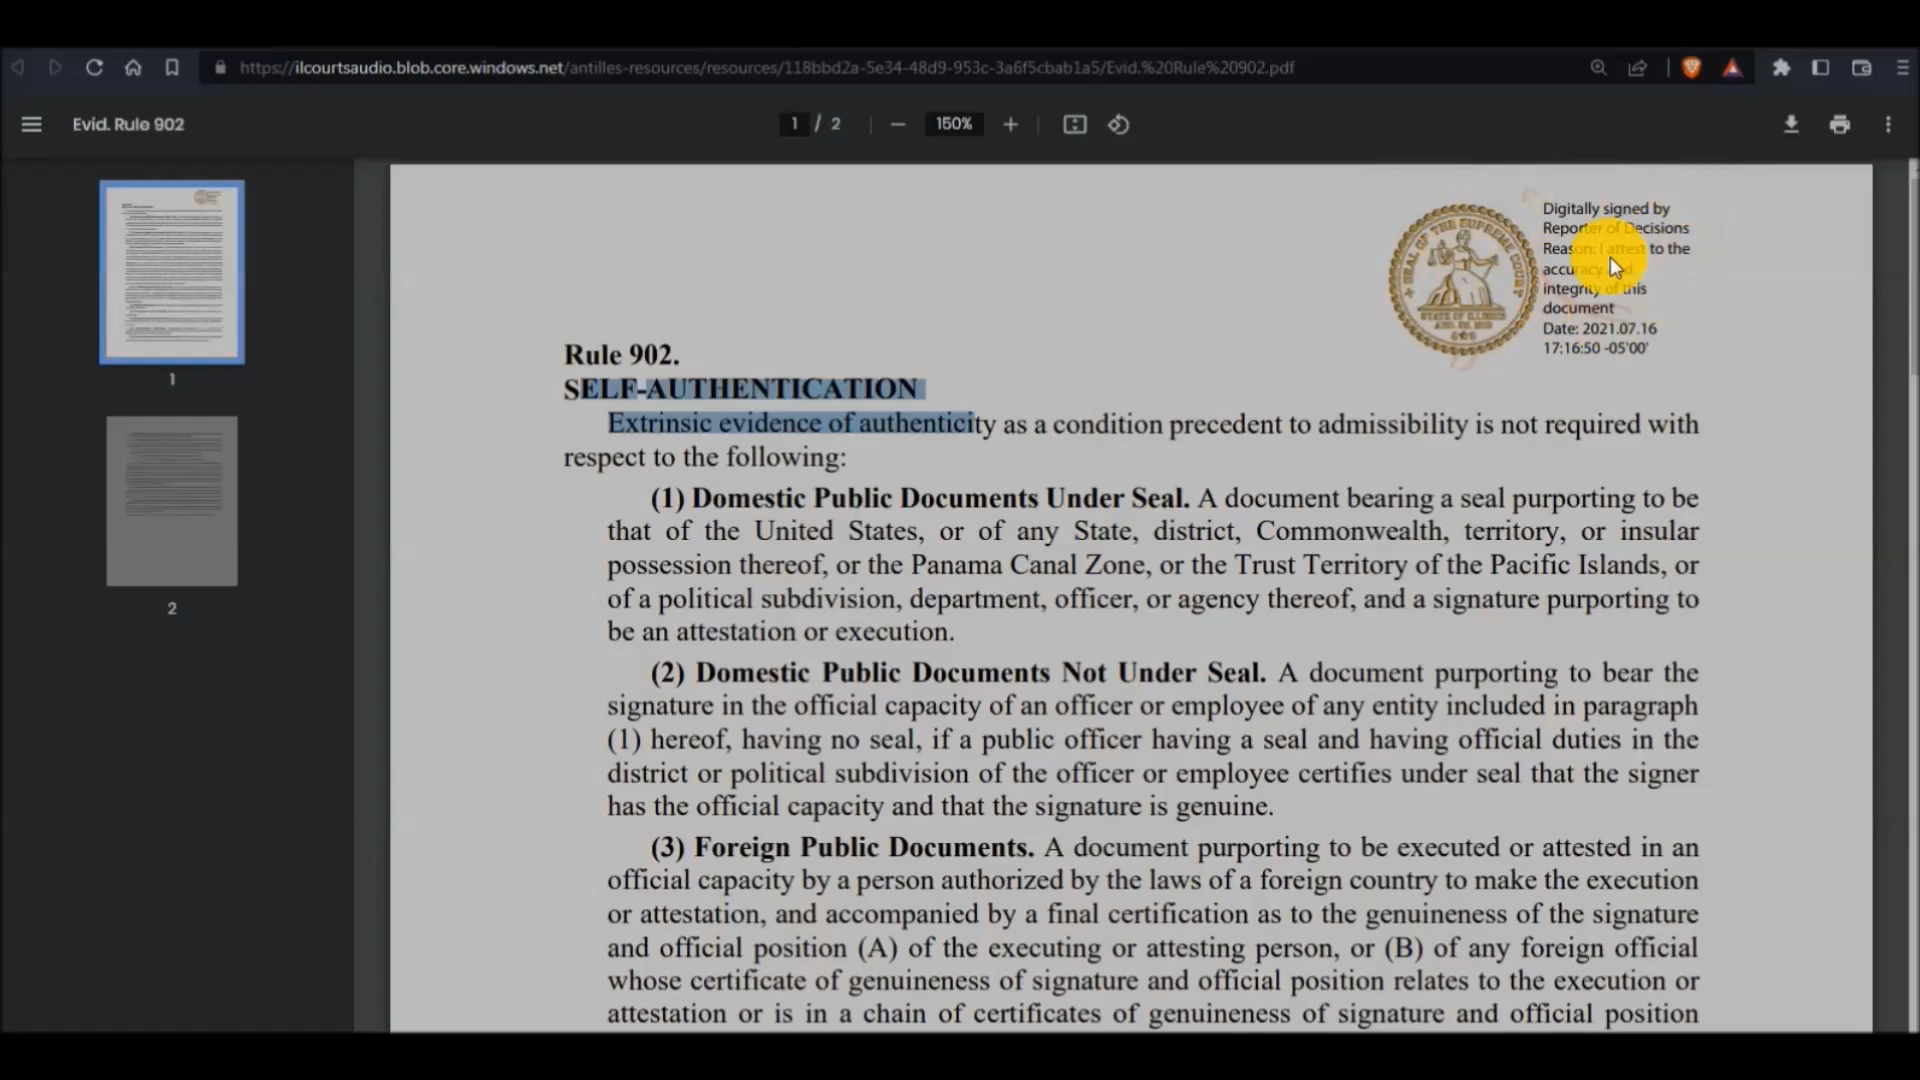 https://ilcourtsaudio.blob.core.windows.net/antilles-resources/resources/118bbd2a-5e34-48d9-953c-3a6f5cbab1a5/Evid.%20Rule%20902.pdf
Evid. Rule 902
1 / 2
150%
1
2
SEAL OF THE SUPREME COURT
STATE OF ILLINOIS
AUG. 26, 1818
Digitally signed by
Reporter of Decisions
Reason: I attest to the
accuracy and
integrity of this
document
Date: 2021.07.16
17:16:50 -05'00'
Rule 902.
SELF-AUTHENTICATION
Extrinsic evidence of authenticity as a condition precedent to admissibility is not required with
respect to the following:
(1) Domestic Public Documents Under Seal. A document bearing a seal purporting to be
that of the United States, or of any State, district, Commonwealth, territory, or insular
possession thereof, or the Panama Canal Zone, or the Trust Territory of the Pacific Islands, or
of a political subdivision, department, officer, or agency thereof, and a signature purporting to
be an attestation or execution.
(2) Domestic Public Documents Not Under Seal. A document purporting to bear the
signature in the official capacity of an officer or employee of any entity included in paragraph
(1) hereof, having no seal, if a public officer having a seal and having official duties in the
district or political subdivision of the officer or employee certifies under seal that the signer
has the official capacity and that the signature is genuine.
(3) Foreign Public Documents. A document purporting to be executed or attested in an
official capacity by a person authorized by the laws of a foreign country to make the execution
or attestation, and accompanied by a final certification as to the genuineness of the signature
and official position (A) of the executing or attesting person, or (B) of any foreign official
whose certificate of genuineness of signature and official position relates to the execution or
attestation or is in a chain of certificates of genuineness of signature and official position